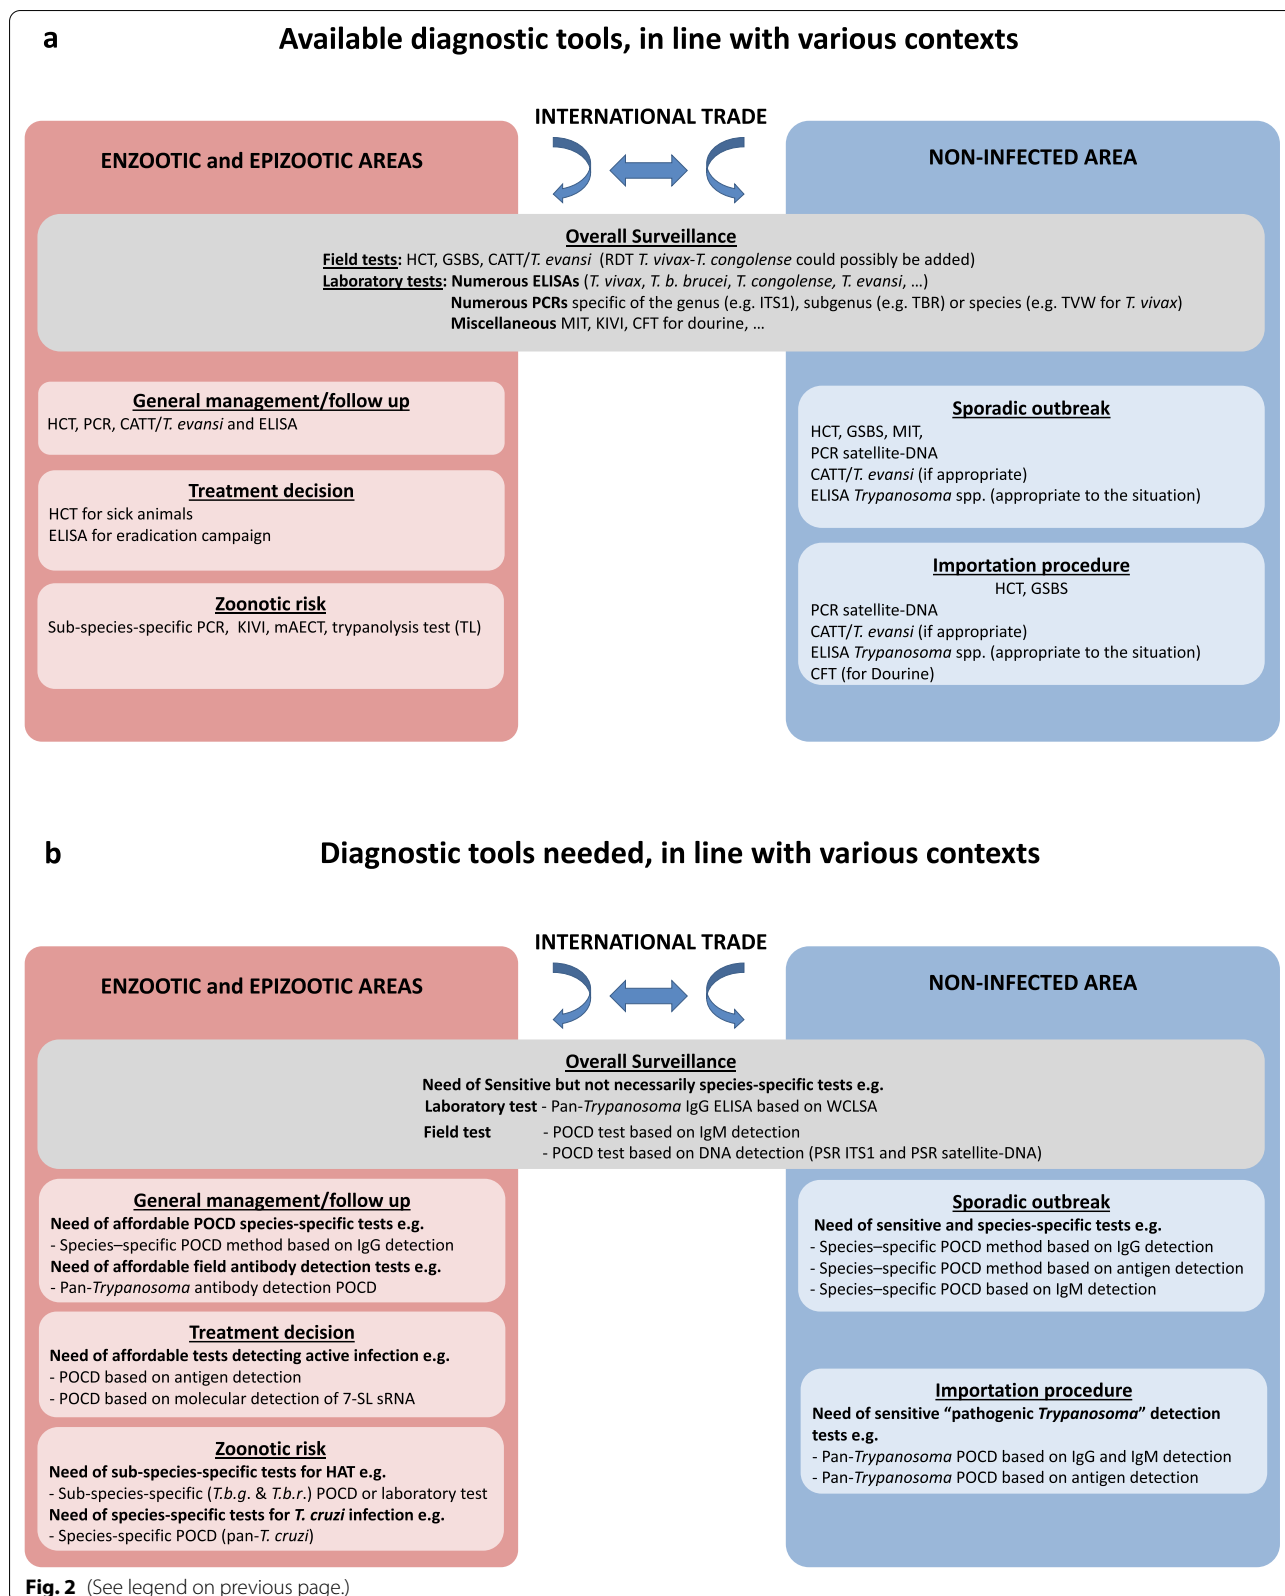 a
Available diagnostic tools, in line with various contexts
INTERNATIONAL TRADE
ENZOOTIC and EPIZOOTIC AREAS
NON-INFECTED AREA
Overall Surveillance
Field tests: HCT, GSBS, CATT/T. evansi (RDT T. vivax-T. congolense could possibly be added)
Laboratory tests: Numerous ELISAs (T. vivax, T. b. brucei, T. congolense, T. evansi, …)
Numerous PCRs specific of the genus (e.g. ITS1), subgenus (e.g. TBR) or species (e.g. TVW for T. vivax)
Miscellaneous MIT, KIVI, CFT for dourine, …
General management/follow up
HCT, PCR, CATT/T. evansi and ELISA
Treatment decision
HCT for sick animals
ELISA for eradication campaign
Zoonotic risk
Sub-species-specific PCR, KIVI, mAECT, trypanolysis test (TL)
Sporadic outbreak
HCT, GSBS, MIT,
PCR satellite-DNA
CATT/T. evansi (if appropriate)
ELISA Trypanosoma spp. (appropriate to the situation)
Importation procedure
HCT, GSBS
PCR satellite-DNA
CATT/T. evansi (if appropriate)
ELISA Trypanosoma spp. (appropriate to the situation)
CFT (for Dourine)
b
Diagnostic tools needed, in line with various contexts
INTERNATIONAL TRADE
ENZOOTIC and EPIZOOTIC AREAS
NON-INFECTED AREA
Overall Surveillance
Need of Sensitive but not necessarily species-specific tests e.g.
Laboratory test - Pan-Trypanosoma IgG ELISA based on WCLSA
Field test - POCD test based on IgM detection
- POCD test based on DNA detection (PSR ITS1 and PSR satellite-DNA)
General management/follow up
Need of affordable POCD species-specific tests e.g.
- Species–specific POCD method based on IgG detection
Need of affordable field antibody detection tests e.g.
- Pan-Trypanosoma antibody detection POCD
Treatment decision
Need of affordable tests detecting active infection e.g.
- POCD based on antigen detection
- POCD based on molecular detection of 7-SL sRNA
Zoonotic risk
Need of sub-species-specific tests for HAT e.g.
- Sub-species-specific (T.b.g. & T.b.r.) POCD or laboratory test
Need of species-specific tests for T. cruzi infection e.g.
- Species-specific POCD (pan-T. cruzi)
Sporadic outbreak
Need of sensitive and species-specific tests e.g.
- Species–specific POCD method based on IgG detection
- Species–specific POCD method based on antigen detection
- Species–specific POCD based on IgM detection
Importation procedure
Need of sensitive “pathogenic Trypanosoma” detection
tests e.g.
- Pan-Trypanosoma POCD based on IgG and IgM detection
- Pan-Trypanosoma POCD based on antigen detection
Fig. 2 (See legend on previous page.)